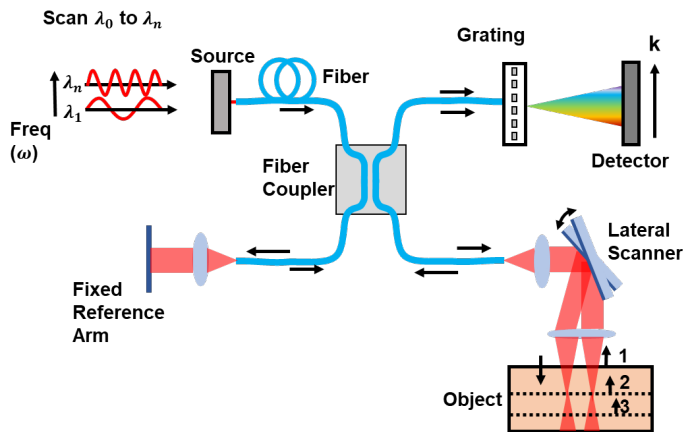 Scan λ₀ to λₙ
λₙ
λ₁
Freq
(ω)
Source
Fiber
Grating
k
Detector
Fiber
Coupler
Lateral
Scanner
Fixed
Reference
Arm
Object
1
2
3